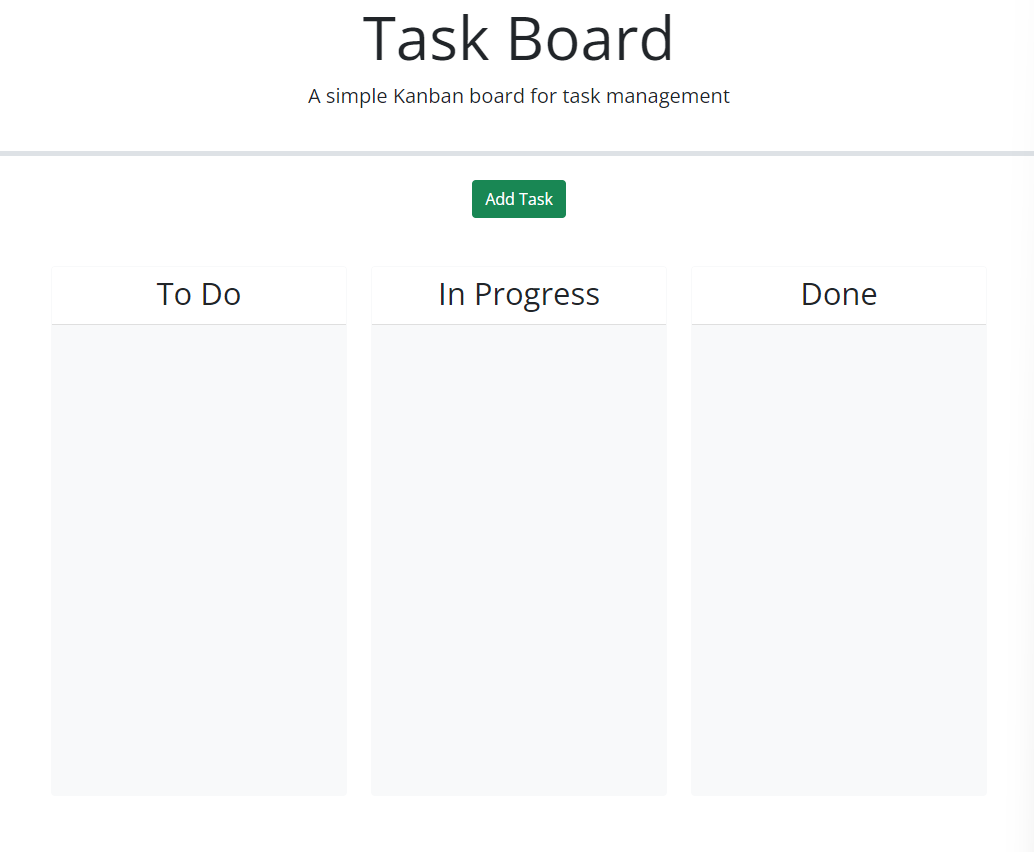 Task Board
A simple Kanban board for task management
Add Task
To Do
In Progress
Done